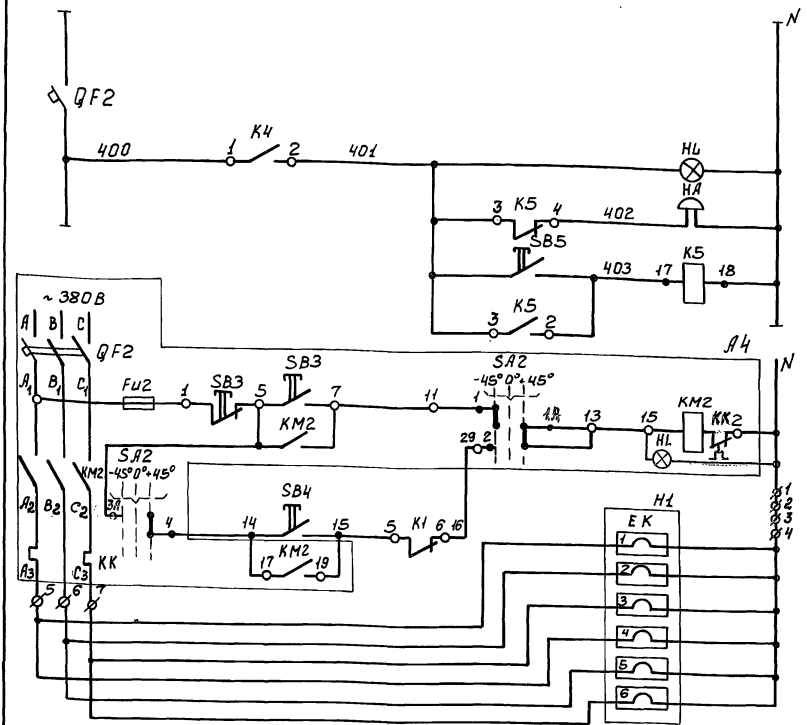 N
QF2
400
1
K4
2
401
HL
HA
3
K5
4
402
SB5
403
17
K5
18
3
K5
2
~380В
A
B
C
QF2
A4
N
A1
B1
C1
Fu2
1
SB3
5
SB3
7
11
SA2
-45° 0° +45°
1
KM2
13
15
KM2
KK2
HL
29
2
SA2
-45° 0° +45°
KM2
A2
B2
C2
3Л
4
14
SB4
15
5
K1
6
16
17
KM2
19
KK
A3
C3
5
6
7
1
2
3
4
H1
EK
1
2
3
4
5
6